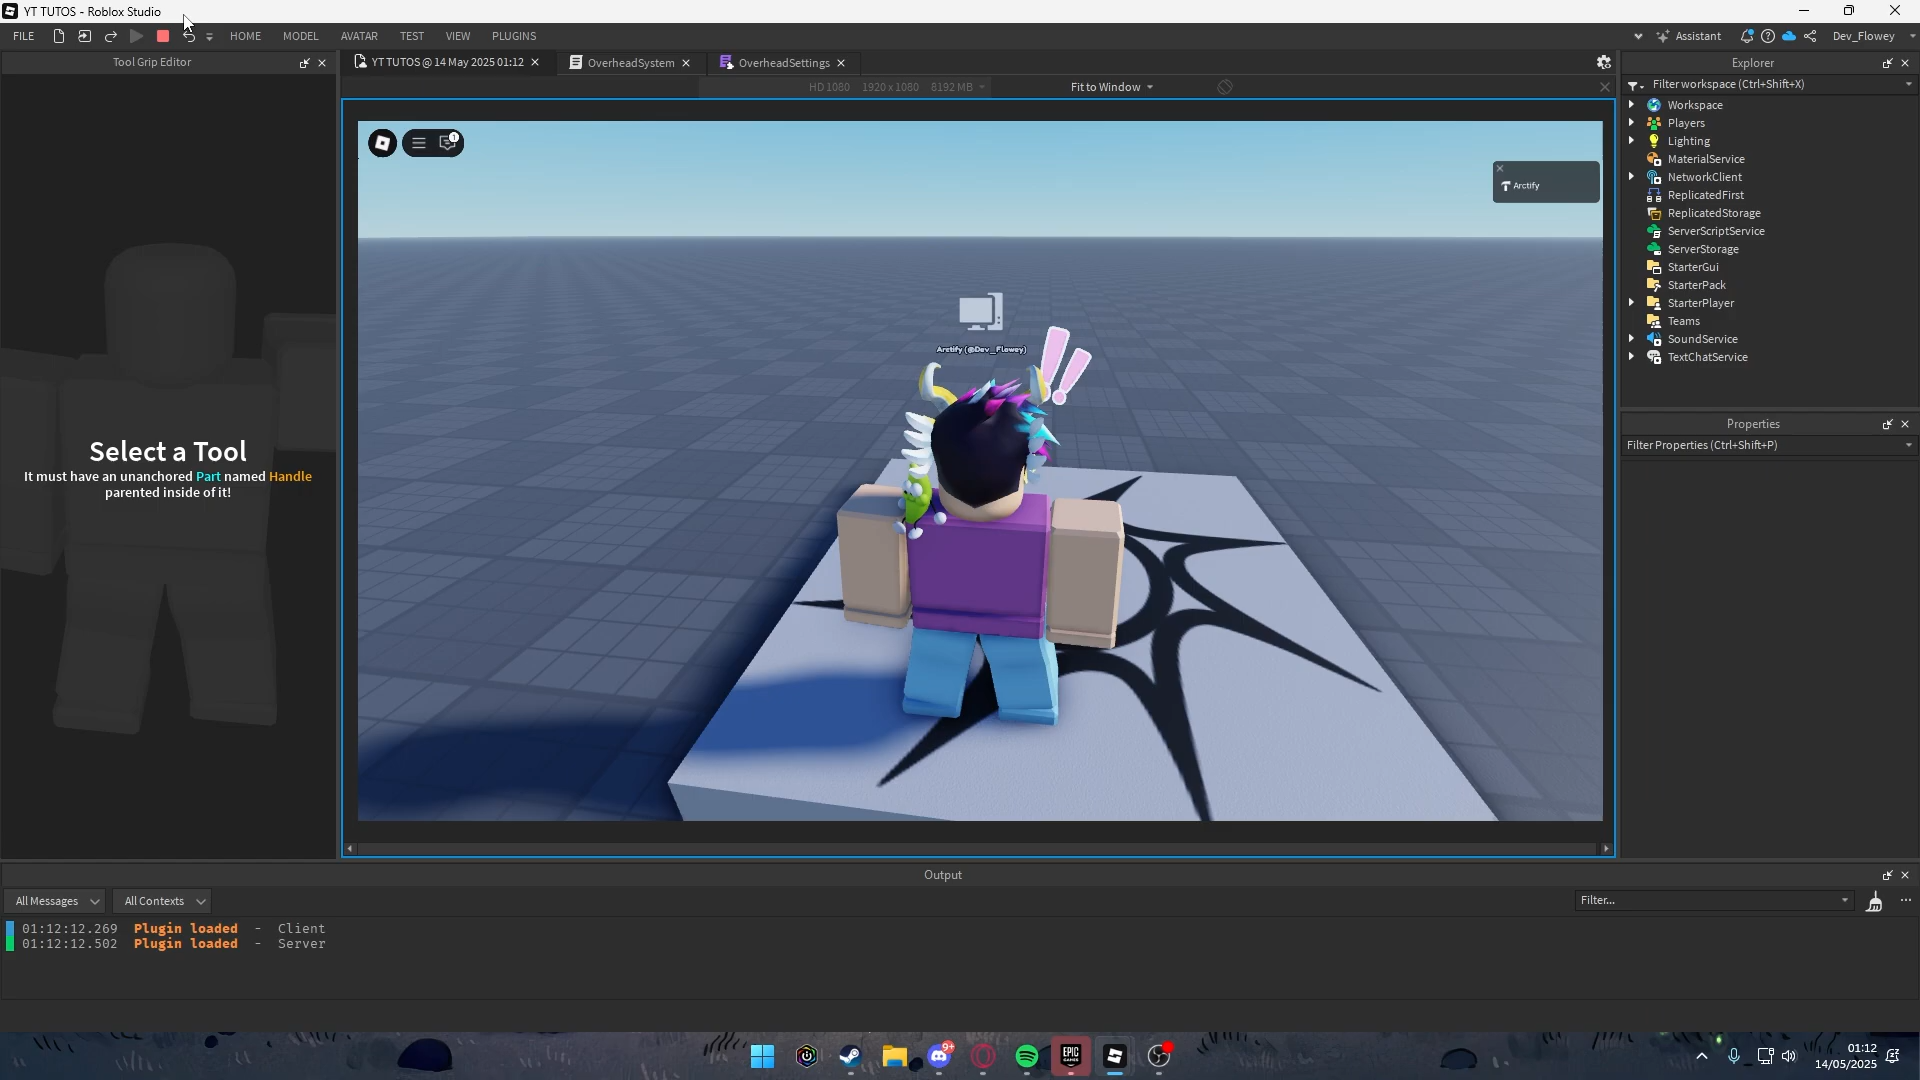 YT TUTOS - Roblox Studio
FILE HOME MODEL AVATAR TEST VIEW PLUGINS Assistant Dev_Flowey
Tool Grip Editor
YT TUTOS @ 14 May 2025 01:12 OverheadSystem OverheadSettings
HD 1080 1920 x 1080 8192 MB Fit to Window
1
Arctify
Arctify (@Dev_Flowey)
Select a Tool
It must have an unanchored Part named Handle
parented inside of it!
Explorer
Filter workspace (Ctrl+Shift+X)
Workspace
Players
Lighting
MaterialService
NetworkClient
ReplicatedFirst
ReplicatedStorage
ServerScriptService
ServerStorage
StarterGui
StarterPack
StarterPlayer
Teams
SoundService
TextChatService
Properties
Filter Properties (Ctrl+Shift+P)
Output
All Messages All Contexts Filter...
01:12:12.269 Plugin loaded - Client
01:12:12.502 Plugin loaded - Server
9+
EPIC
GAMES
01:12
14/05/2025